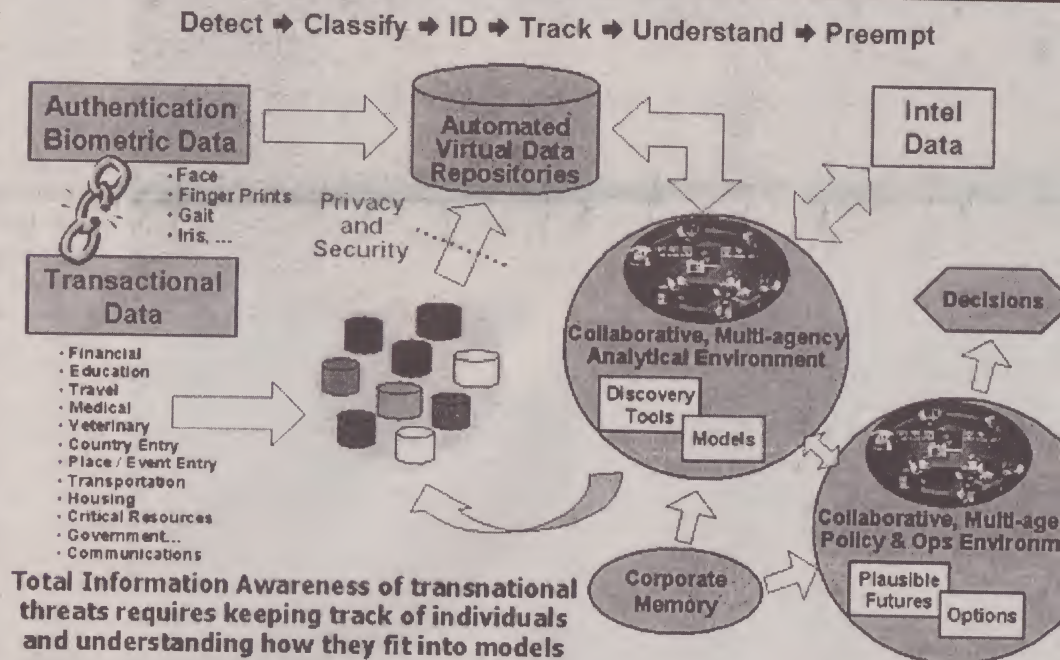 Detect ➔ Classify ➔ ID ➔ Track ➔ Understand ➔ Preempt
Authentication
Biometric Data
• Face
• Finger Prints
• Gait
• Iris, ...
Transactional
Data
• Financial
• Education
• Travel
• Medical
• Veterinary
• Country Entry
• Place / Event Entry
• Transportation
• Housing
• Critical Resources
• Government...
• Communications
Privacy
and
Security
Automated
Virtual Data
Repositories
Intel
Data
Collaborative, Multi-agency
Analytical Environment
Discovery
Tools
Models
Decisions
Collaborative, Multi-age
Policy & Ops Environm
Plausible
Futures
Options
Corporate
Memory
Total Information Awareness of transnational
threats requires keeping track of individuals
and understanding how they fit into models